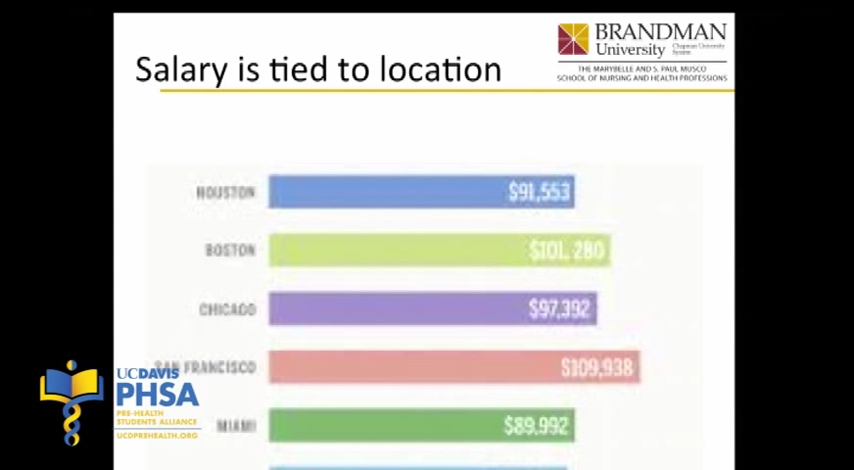 Salary is tied to location
BRANDMAN
University Chapman University System
THE MARYBELLE AND S. PAUL MUSCO
SCHOOL OF NURSING AND HEALTH PROFESSIONS
HOUSTON $91,553
BOSTON $101, 280
CHICAGO $97,392
SAN FRANCISCO $109,938
MIAMI $89,992
UCDAVIS
PHSA
PRE-HEALTH
STUDENTS ALLIANCE
UCDPREHEALTH.ORG